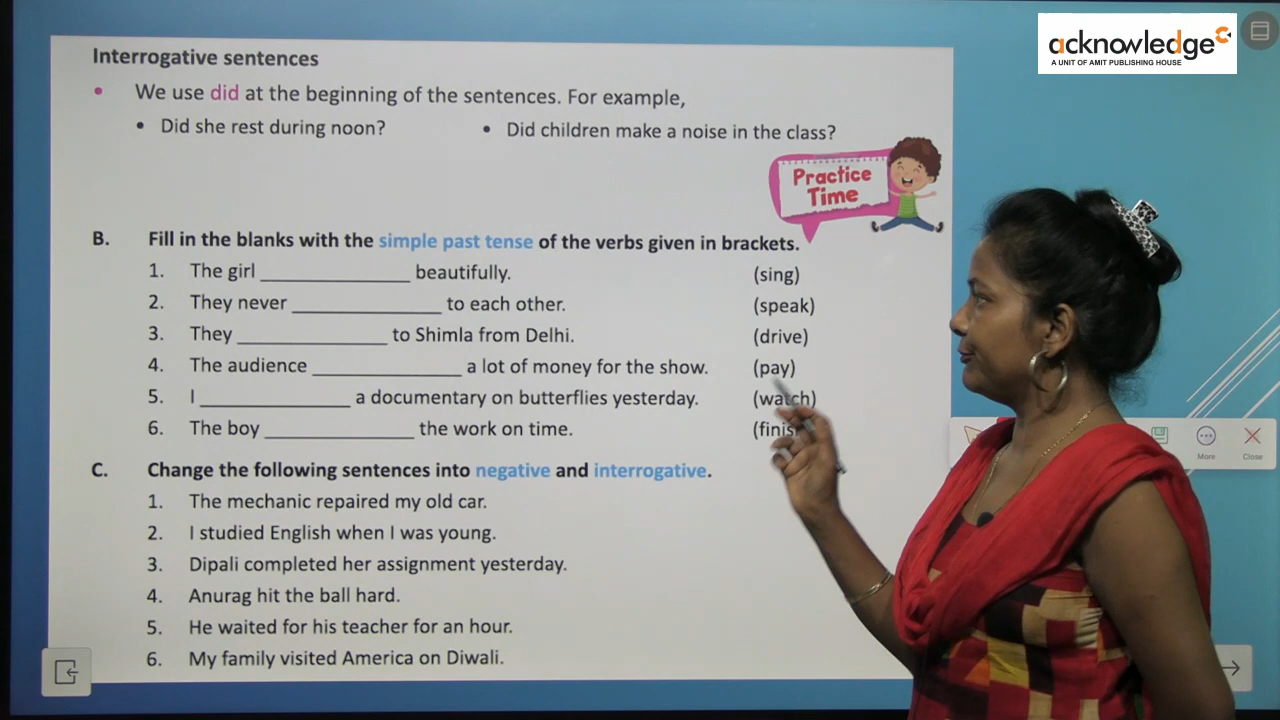 acknowledge
A UNIT OF AMIT PUBLISHING HOUSE
Interrogative sentences
• We use did at the beginning of the sentences. For example,
• Did she rest during noon? • Did children make a noise in the class?
Practice
Time
B. Fill in the blanks with the simple past tense of the verbs given in brackets.
1. The girl _______________ beautifully. (sing)
2. They never _______________ to each other. (speak)
3. They _______________ to Shimla from Delhi. (drive)
4. The audience _______________ a lot of money for the show. (pay)
5. I _______________ a documentary on butterflies yesterday. (watch)
6. The boy _______________ the work on time.
C. Change the following sentences into negative and interrogative.
1. The mechanic repaired my old car.
2. I studied English when I was young.
3. Dipali completed her assignment yesterday.
4. Anurag hit the ball hard.
5. He waited for his teacher for an hour.
6. My family visited America on Diwali.
More
Close